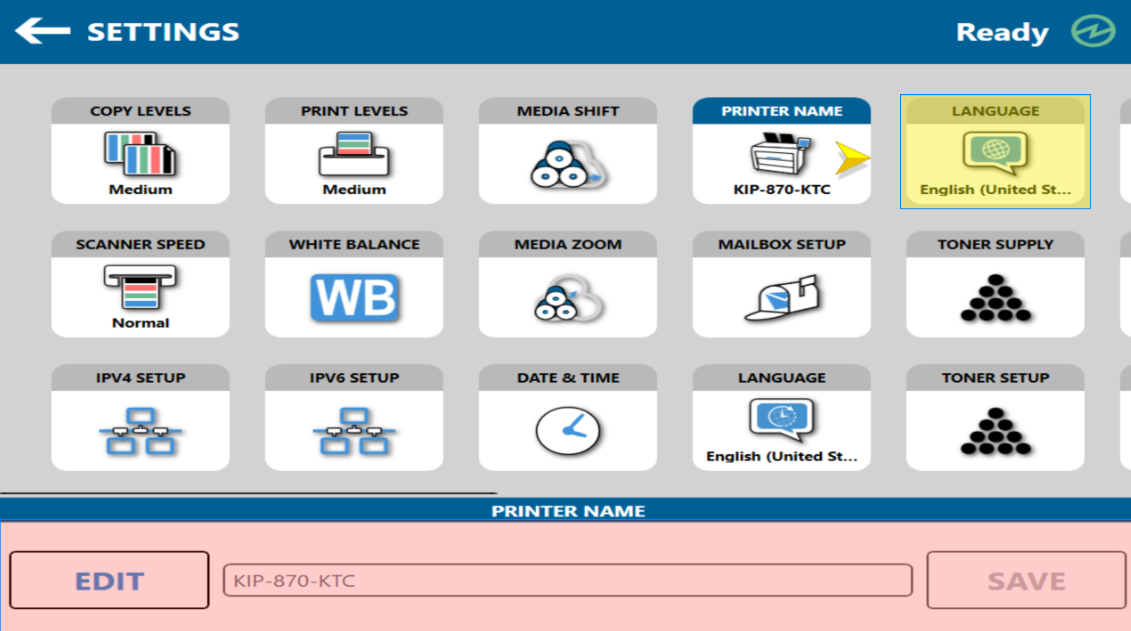 SETTINGS
Ready
COPY LEVELS
Medium
PRINT LEVELS
Medium
MEDIA SHIFT
PRINTER NAME
KIP-870-KTC
LANGUAGE
English (United St...
SCANNER SPEED
Normal
WHITE BALANCE
WB
MEDIA ZOOM
MAILBOX SETUP
TONER SUPPLY
IPV4 SETUP
IPV6 SETUP
DATE & TIME
LANGUAGE
English (United St...
TONER SETUP
PRINTER NAME
EDIT
KIP-870-KTC
SAVE